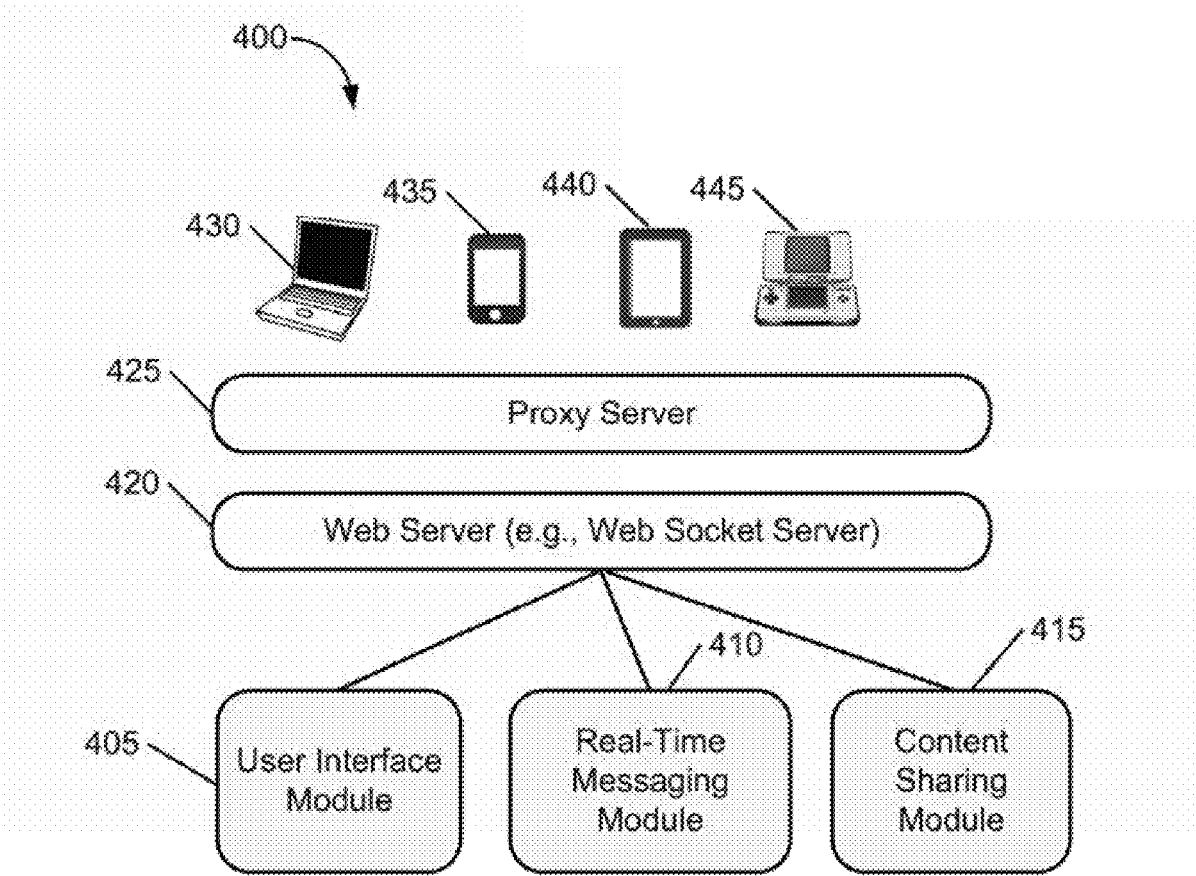 400
430
435
440
445
425
Proxy Server
420
Web Server (e.g., Web Socket Server)
410
415
405
User Interface
Module
Real-Time
Messaging
Module
Content
Sharing
Module